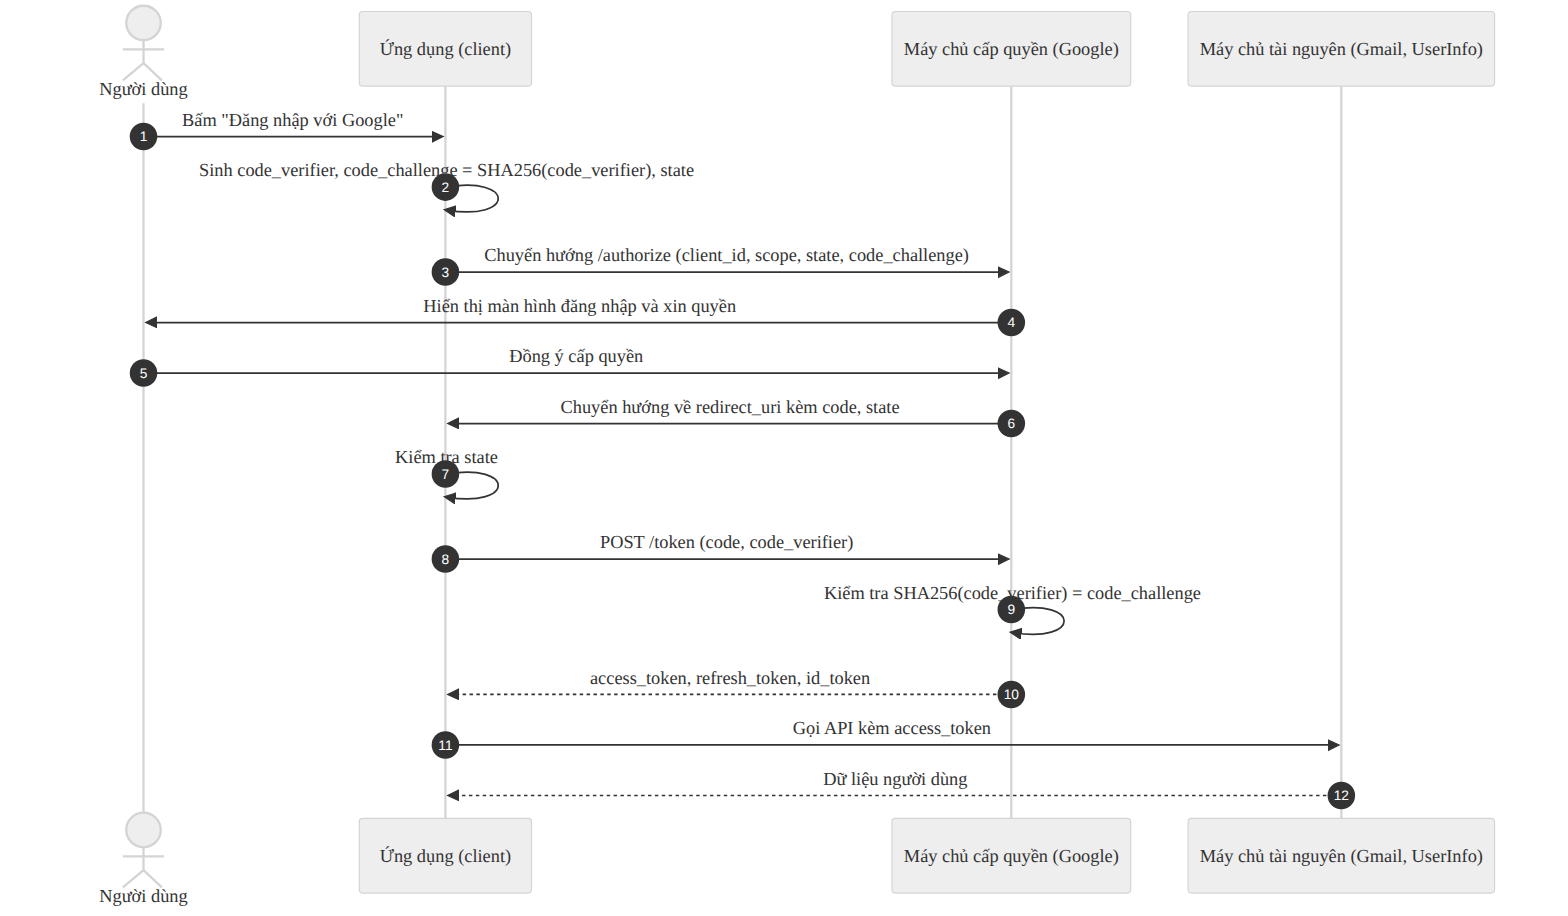 Người dùng
Ứng dụng (client)
Máy chủ cấp quyền (Google)
Máy chủ tài nguyên (Gmail, UserInfo)
Bấm "Đăng nhập với Google"
1
Sinh code_verifier, code_challenge = SHA256(code_verifier), state
2
Chuyển hướng /authorize (client_id, scope, state, code_challenge)
3
Hiển thị màn hình đăng nhập và xin quyền
4
Đồng ý cấp quyền
5
Chuyển hướng về redirect_uri kèm code, state
6
Kiểm tra state
7
POST /token (code, code_verifier)
8
Kiểm tra SHA256(code_verifier) = code_challenge
9
access_token, refresh_token, id_token
10
Gọi API kèm access_token
11
Dữ liệu người dùng
12
Người dùng
Ứng dụng (client)
Máy chủ cấp quyền (Google)
Máy chủ tài nguyên (Gmail, UserInfo)